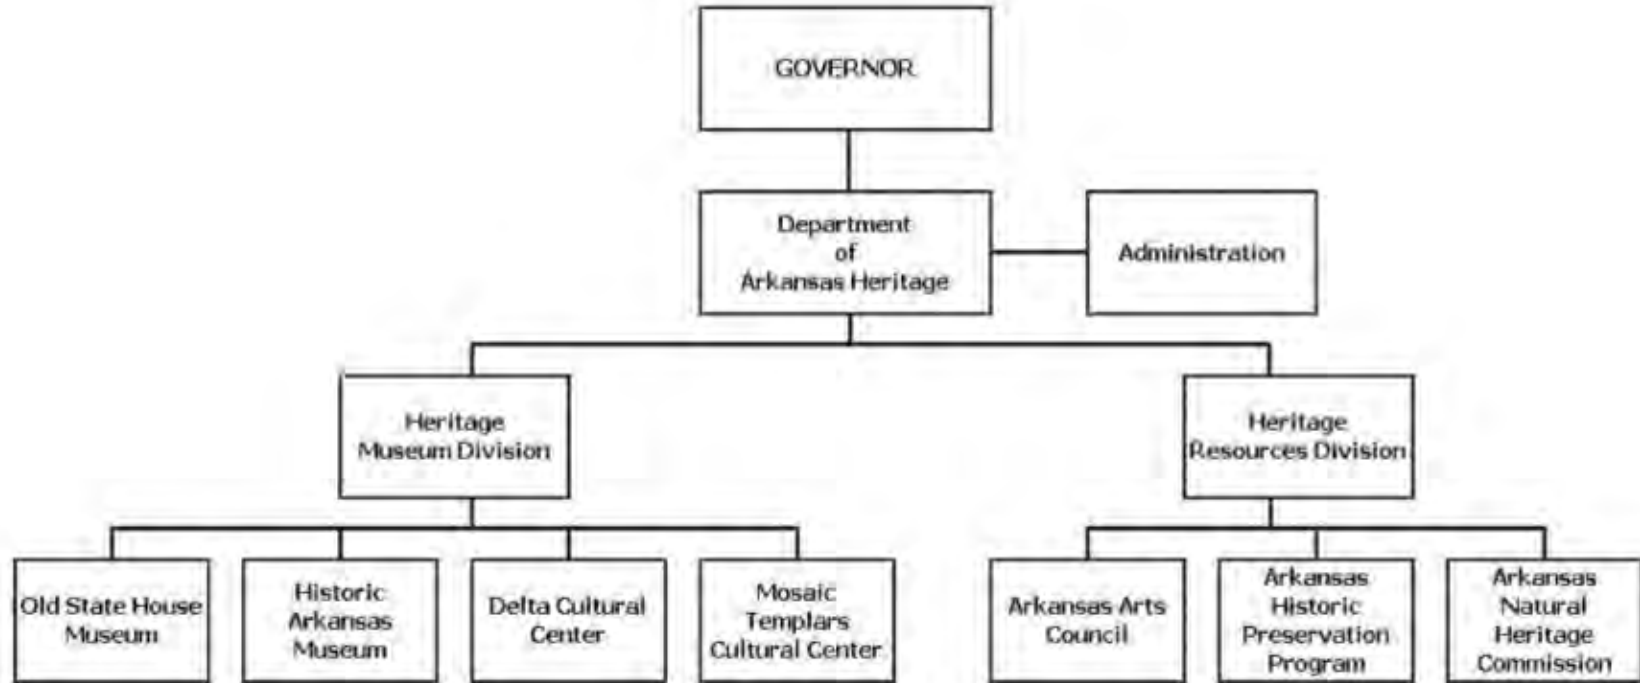 GOVERNOR
Department
of
Arkansas Heritage
Administration
Heritage
Museum Division
Heritage
Resources Division
Old State House
Museum
Historic
Arkansas
Museum
Delta Cultural
Center
Mosaic
Templars
Cultural Center
Arkansas Arts
Council
Arkansas
Historic
Preservation
Program
Arkansas
Natural
Heritage
Commission